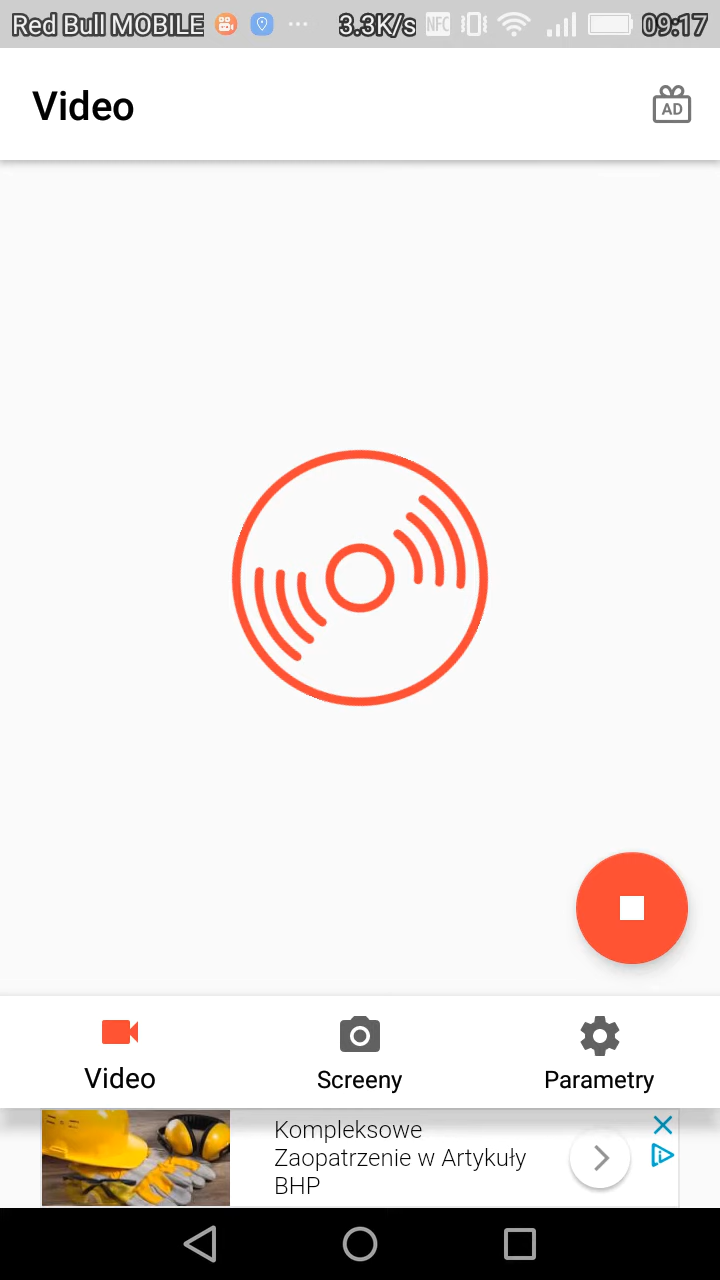 Red Bull MOBILE ... 3.3K/s NFC 09:17
Video
AD
Video
Screeny
Parametry
Kompleksowe
Zaopatrzenie w Artykuły
BHP